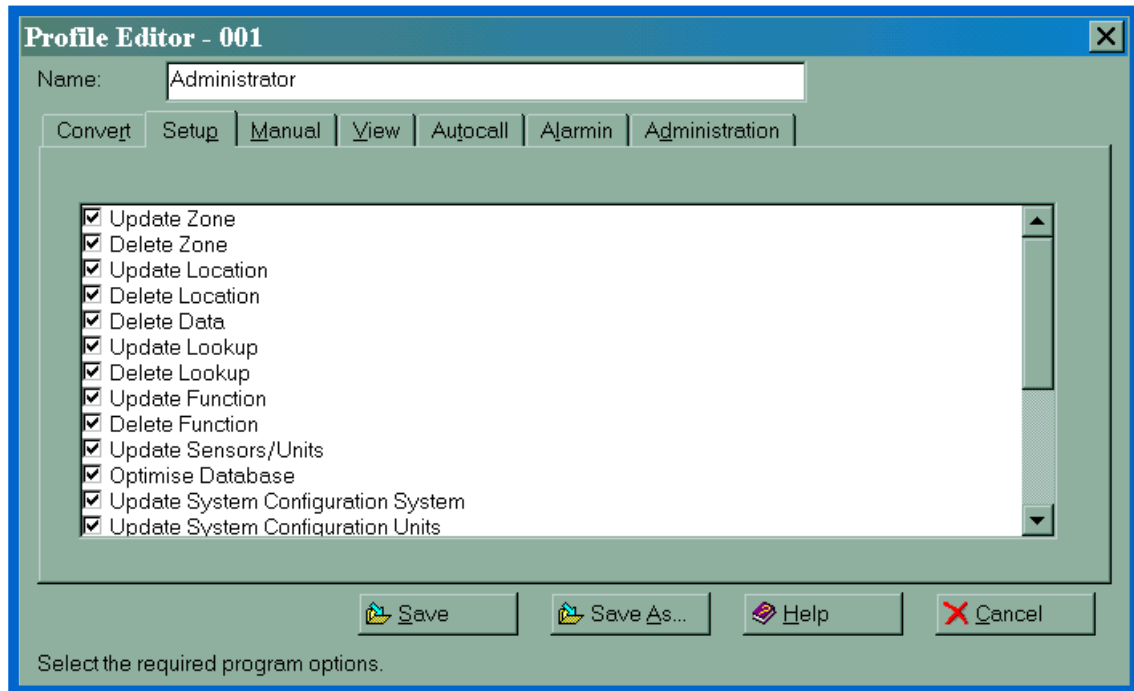 Profile Editor - 001
Name: Administrator
Convert Setup Manual View Autocall Alarmin Administration
Update Zone
Delete Zone
Update Location
Delete Location
Delete Data
Update Lookup
Delete Lookup
Update Function
Delete Function
Update Sensors/Units
Optimise Database
Update System Configuration System
Update System Configuration Units
Save Save As... Help Cancel
Select the required program options.